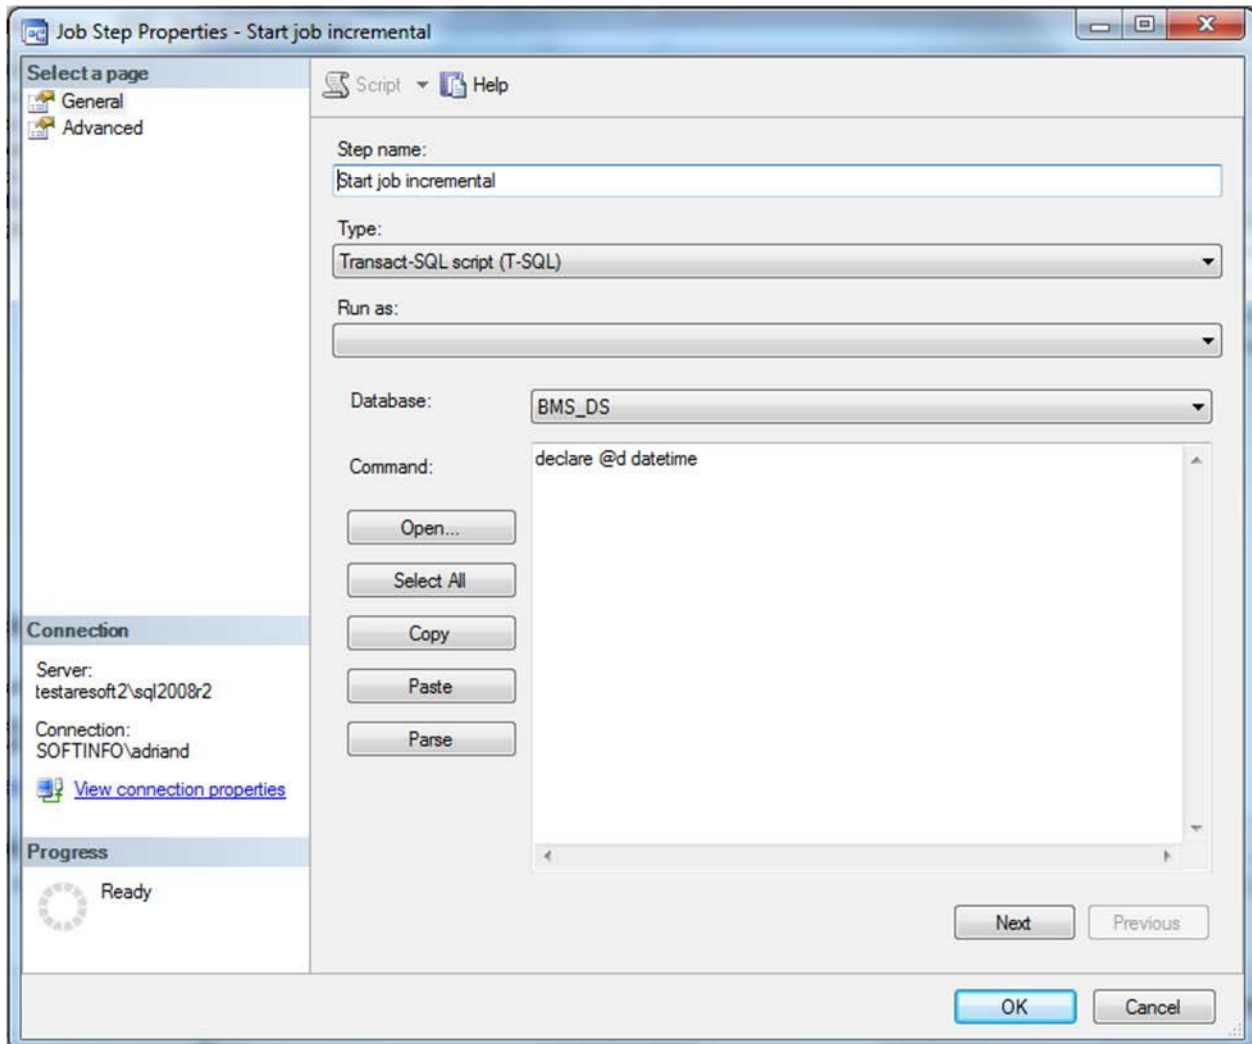 Job Step Properties - Start job incremental
Select a page
General
Advanced
Script
Help
Step name:
Start job incremental
Type:
Transact-SQL script (T-SQL)
Run as:
Database:
BMS_DS
Command:
declare @d datetime
Open...
Select All
Copy
Paste
Parse
Connection
Server:
testaresoft2\sql2008r2
Connection:
SOFTINFO\adriand
View connection properties
Progress
Ready
Next
Previous
OK
Cancel